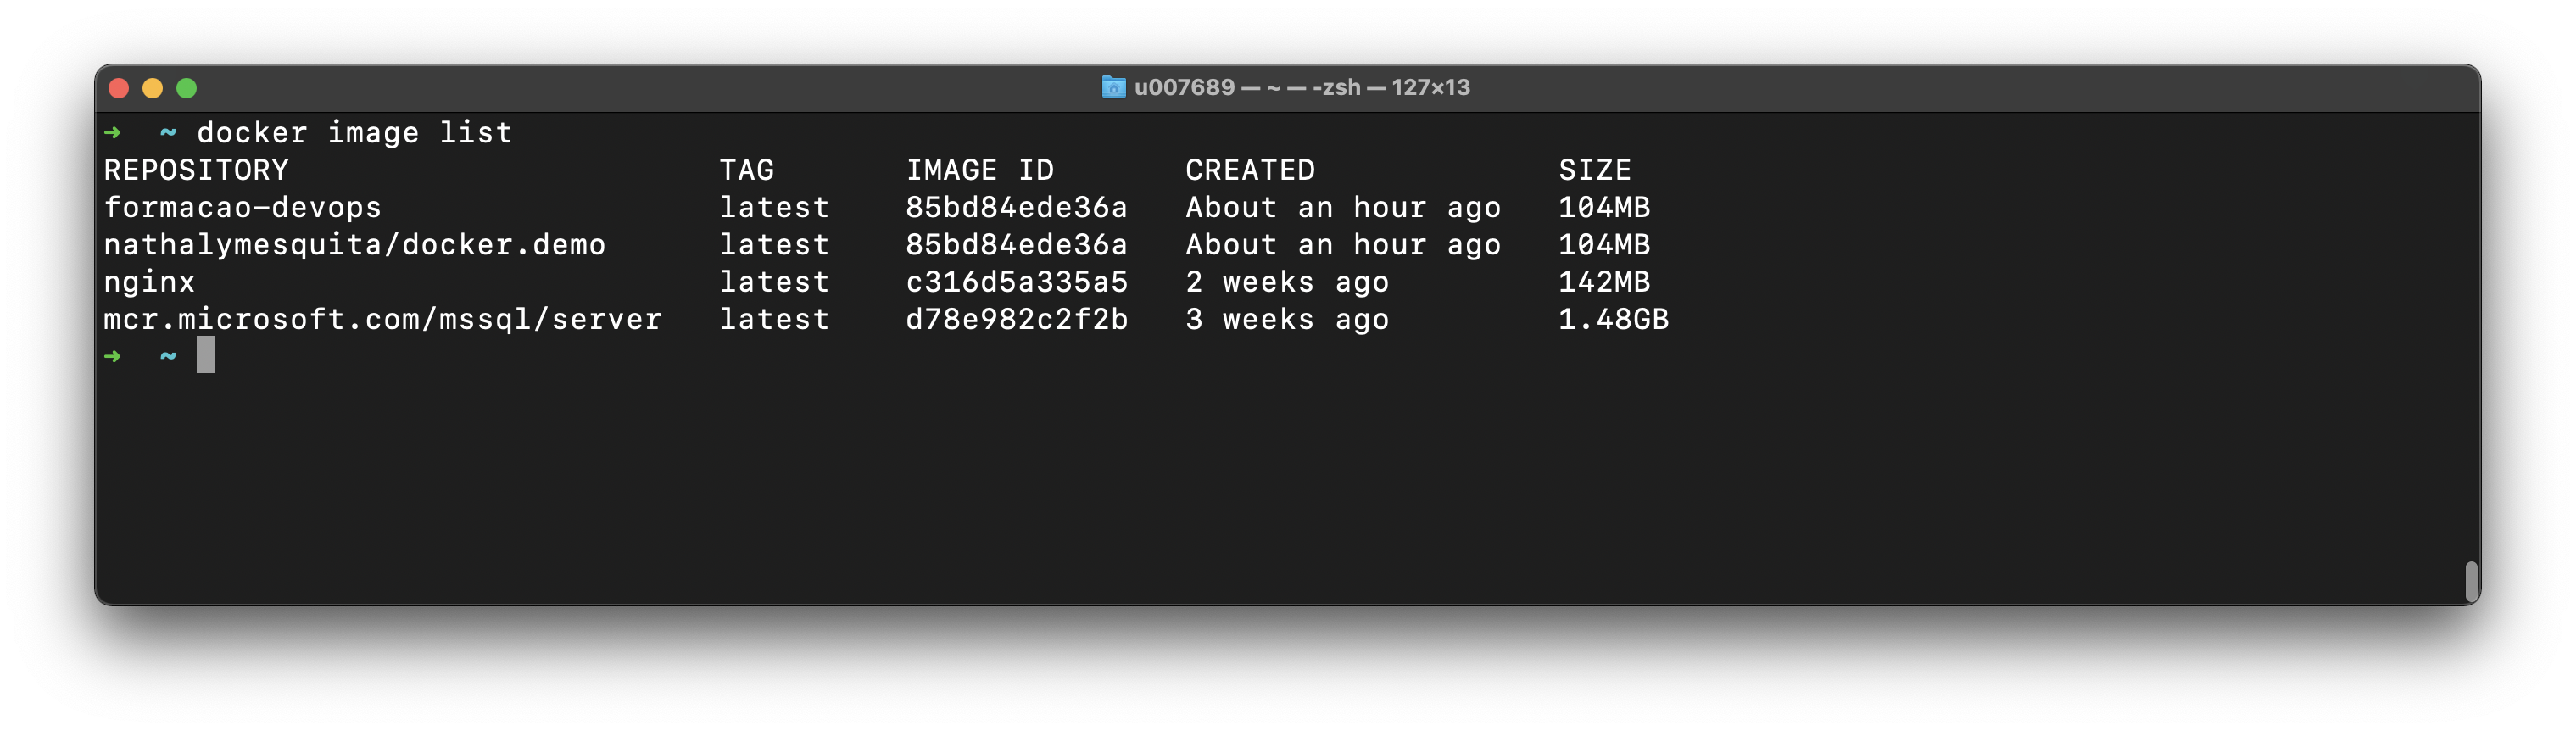 u007689 — ~ — -zsh — 127×13
➜  ~ docker image list
REPOSITORY                       TAG       IMAGE ID       CREATED             SIZE
formacao-devops                  latest    85bd84ede36a   About an hour ago   104MB
nathalymesquita/docker.demo      latest    85bd84ede36a   About an hour ago   104MB
nginx                            latest    c316d5a335a5   2 weeks ago         142MB
mcr.microsoft.com/mssql/server   latest    d78e982c2f2b   3 weeks ago         1.48GB
➜  ~